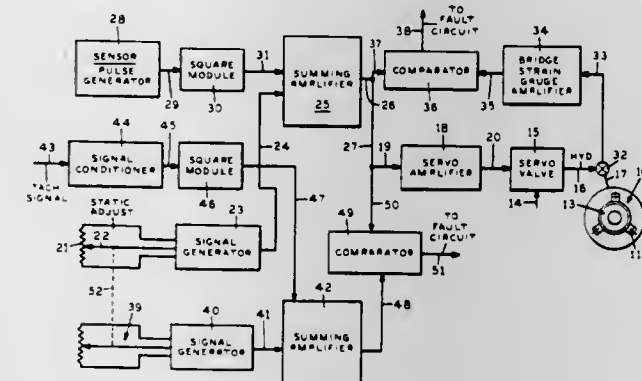 28
SENSOR
PULSE
GENERATOR
29
SQUARE
MODULE
30
31
SUMMING
AMPLIFIER
25
26
37
38
TO
FAULT
CIRCUIT
COMPARATOR
36
35
34
BRIDGE
STRAIN
GAUGE
AMPLIFIER
33
43
TACH
SIGNAL
44
SIGNAL
CONDITIONER
45
SQUARE
MODULE
46
24
47
27
19
18
SERVO
AMPLIFIER
20
15
SERVO
VALVE
14
HYD
16
32
17
10
13
11
STATIC
ADJUST
21
22
23
SIGNAL
GENERATOR
50
49
COMPARATOR
TO
FAULT
CIRCUIT
51
52
39
40
SIGNAL
GENERATOR
41
42
SUMMING
AMPLIFIER
48